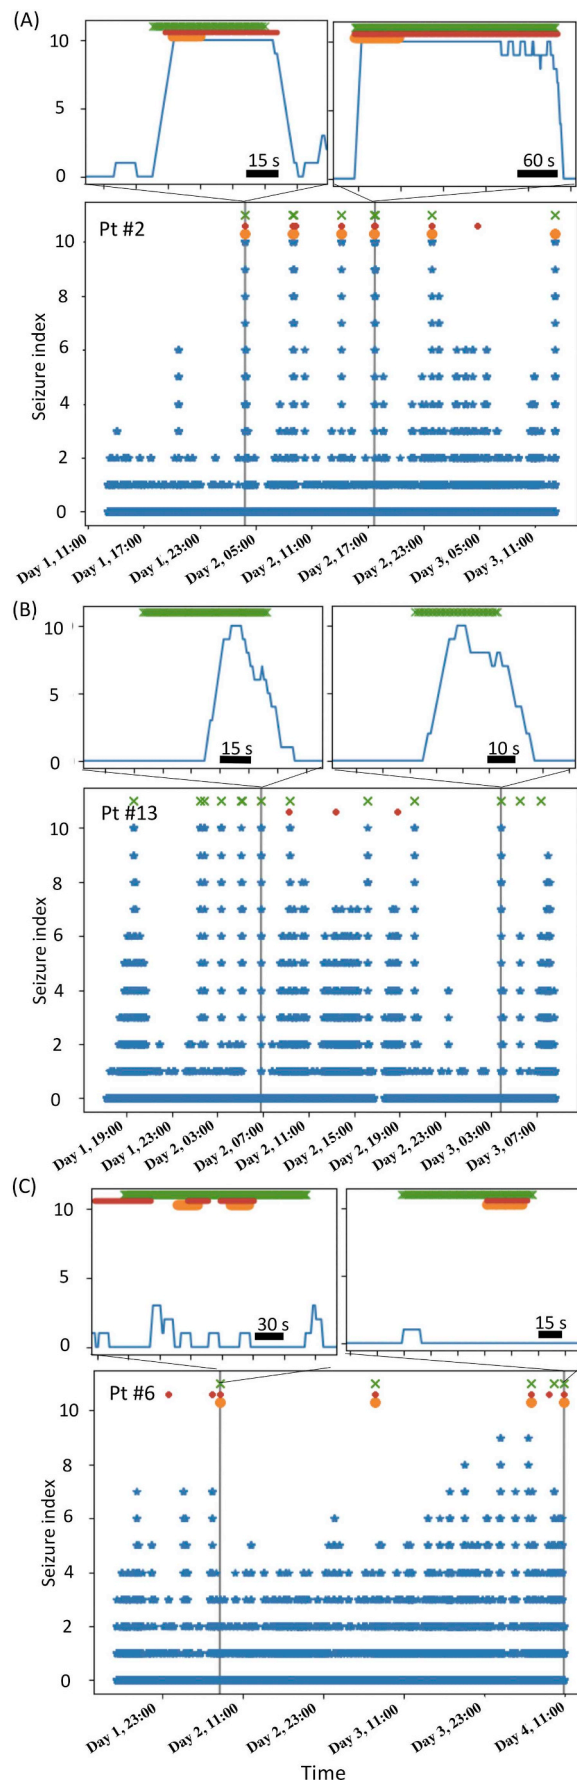 (A)
10
5
0
15 s
60 s
Pt #2
10
8
6
4
2
0
Seizure index
Day 1, 11:00
Day 1, 17:00
Day 1, 23:00
Day 2, 05:00
Day 2, 11:00
Day 2, 17:00
Day 2, 23:00
Day 3, 05:00
Day 3, 11:00
(B)
10
5
0
15 s
10 s
Pt #13
10
8
6
4
2
0
Seizure index
Day 1, 19:00
Day 1, 23:00
Day 2, 03:00
Day 2, 07:00
Day 2, 11:00
Day 2, 15:00
Day 2, 19:00
Day 2, 23:00
Day 3, 03:00
Day 3, 07:00
(C)
10
5
0
30 s
15 s
Pt #6
10
8
6
4
2
0
Seizure index
Day 1, 23:00
Day 2, 11:00
Day 2, 23:00
Day 3, 11:00
Day 3, 23:00
Day 4, 11:00
Time